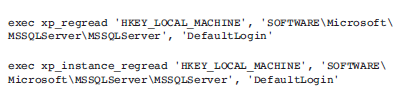 exec xp_regread 'HKEY_LOCAL_MACHINE', 'SOFTWARE\Microsoft\
MSSQLServer\MSSQLServer', 'DefaultLogin'
exec xp_instance_regread 'HKEY_LOCAL_MACHINE', 'SOFTWARE\
Microsoft\MSSQLServer\MSSQLServer', 'DefaultLogin'